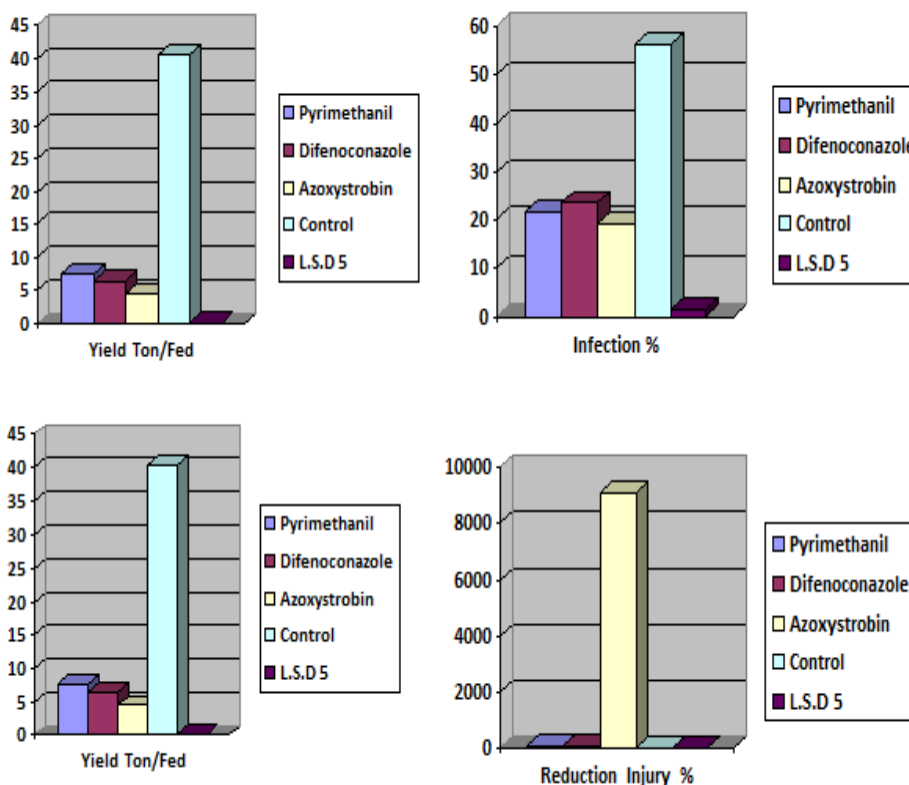 45
40
35
30
25
20
15
10
5
0
Yield Ton/Fed
Pyrimethanil
Difenoconazole
Azoxystrobin
Control
L.S.D 5
60
50
40
30
20
10
0
Infection %
Pyrimethanil
Difenoconazole
Azoxystrobin
Control
L.S.D 5
45
40
35
30
25
20
15
10
5
0
Yield Ton/Fed
Pyrimethanil
Difenoconazole
Azoxystrobin
Control
L.S.D 5
10000
8000
6000
4000
2000
0
Reduction Injury %
Pyrimethanil
Difenoconazole
Azoxystrobin
Control
L.S.D 5